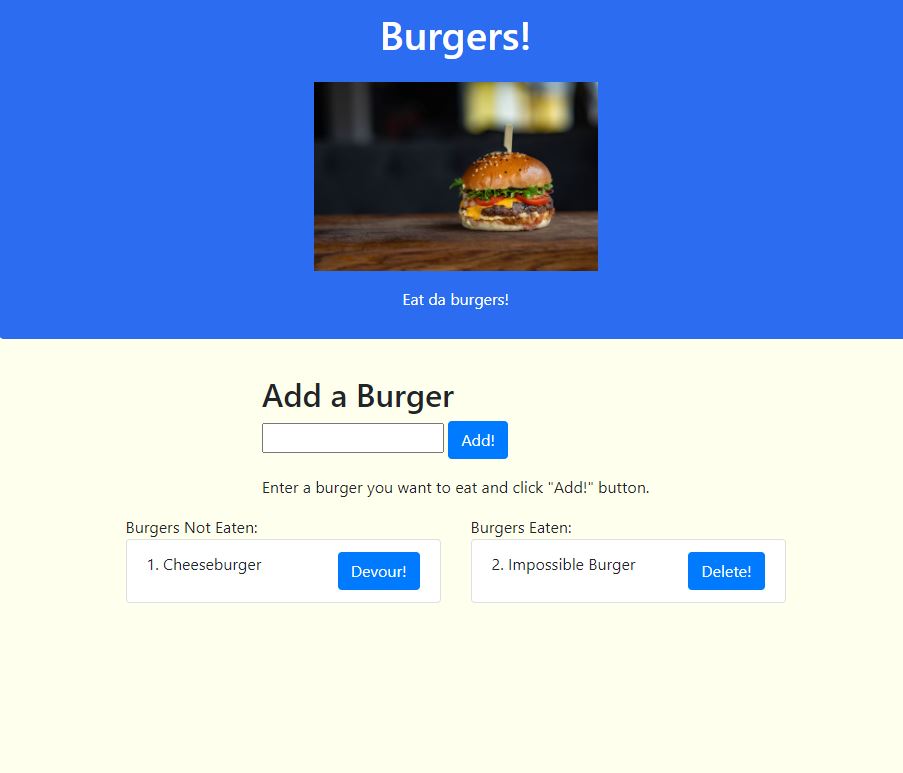 Burgers!
Eat da burgers!
Add a Burger
Add!
Enter a burger you want to eat and click "Add!" button.
Burgers Not Eaten:
1. Cheeseburger
Devour!
Burgers Eaten:
2. Impossible Burger
Delete!